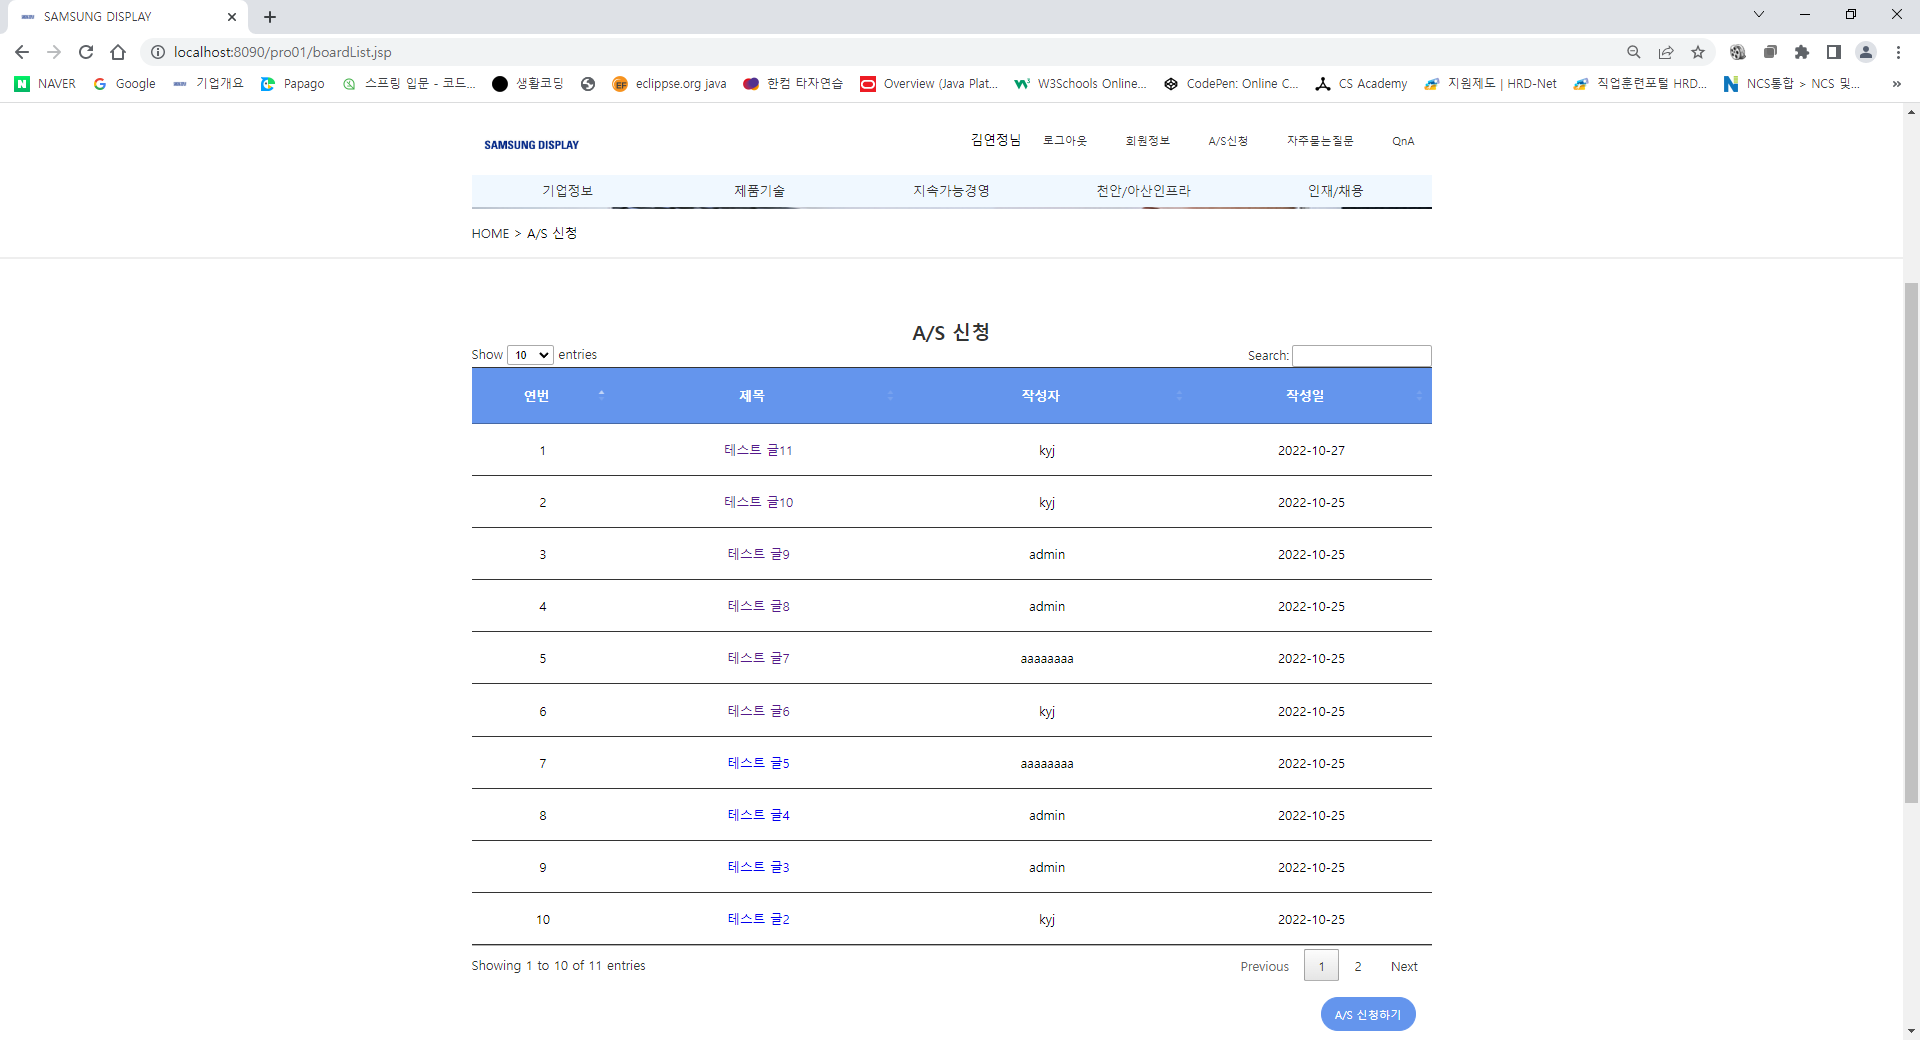 SAMSUNG DISPLAY
localhost:8090/pro01/boardList.jsp
NAVER Google 기업개요 Papago 스프링 입문 - 코드... 생활코딩 eclippse.org java 한컴 타자연습 Overview (Java Plat... W3Schools Online... CodePen: Online C... CS Academy 지원제도 | HRD-Net 직업훈련포털 HRD... NCS통합 > NCS 및... »
SAMSUNG DISPLAY 김연정님 로그아웃 회원정보 A/S신청 자주묻는질문 QnA
기업정보 제품기술 지속가능경영 천안/아산인프라 인재/채용
HOME > A/S 신청
A/S 신청
Show 10 entries Search:
연번 제목 작성자 작성일
1 테스트 글11 kyj 2022-10-27
2 테스트 글10 kyj 2022-10-25
3 테스트 글9 admin 2022-10-25
4 테스트 글8 admin 2022-10-25
5 테스트 글7 aaaaaaaa 2022-10-25
6 테스트 글6 kyj 2022-10-25
7 테스트 글5 aaaaaaaa 2022-10-25
8 테스트 글4 admin 2022-10-25
9 테스트 글3 admin 2022-10-25
10 테스트 글2 kyj 2022-10-25
Showing 1 to 10 of 11 entries Previous 1 2 Next
A/S 신청하기